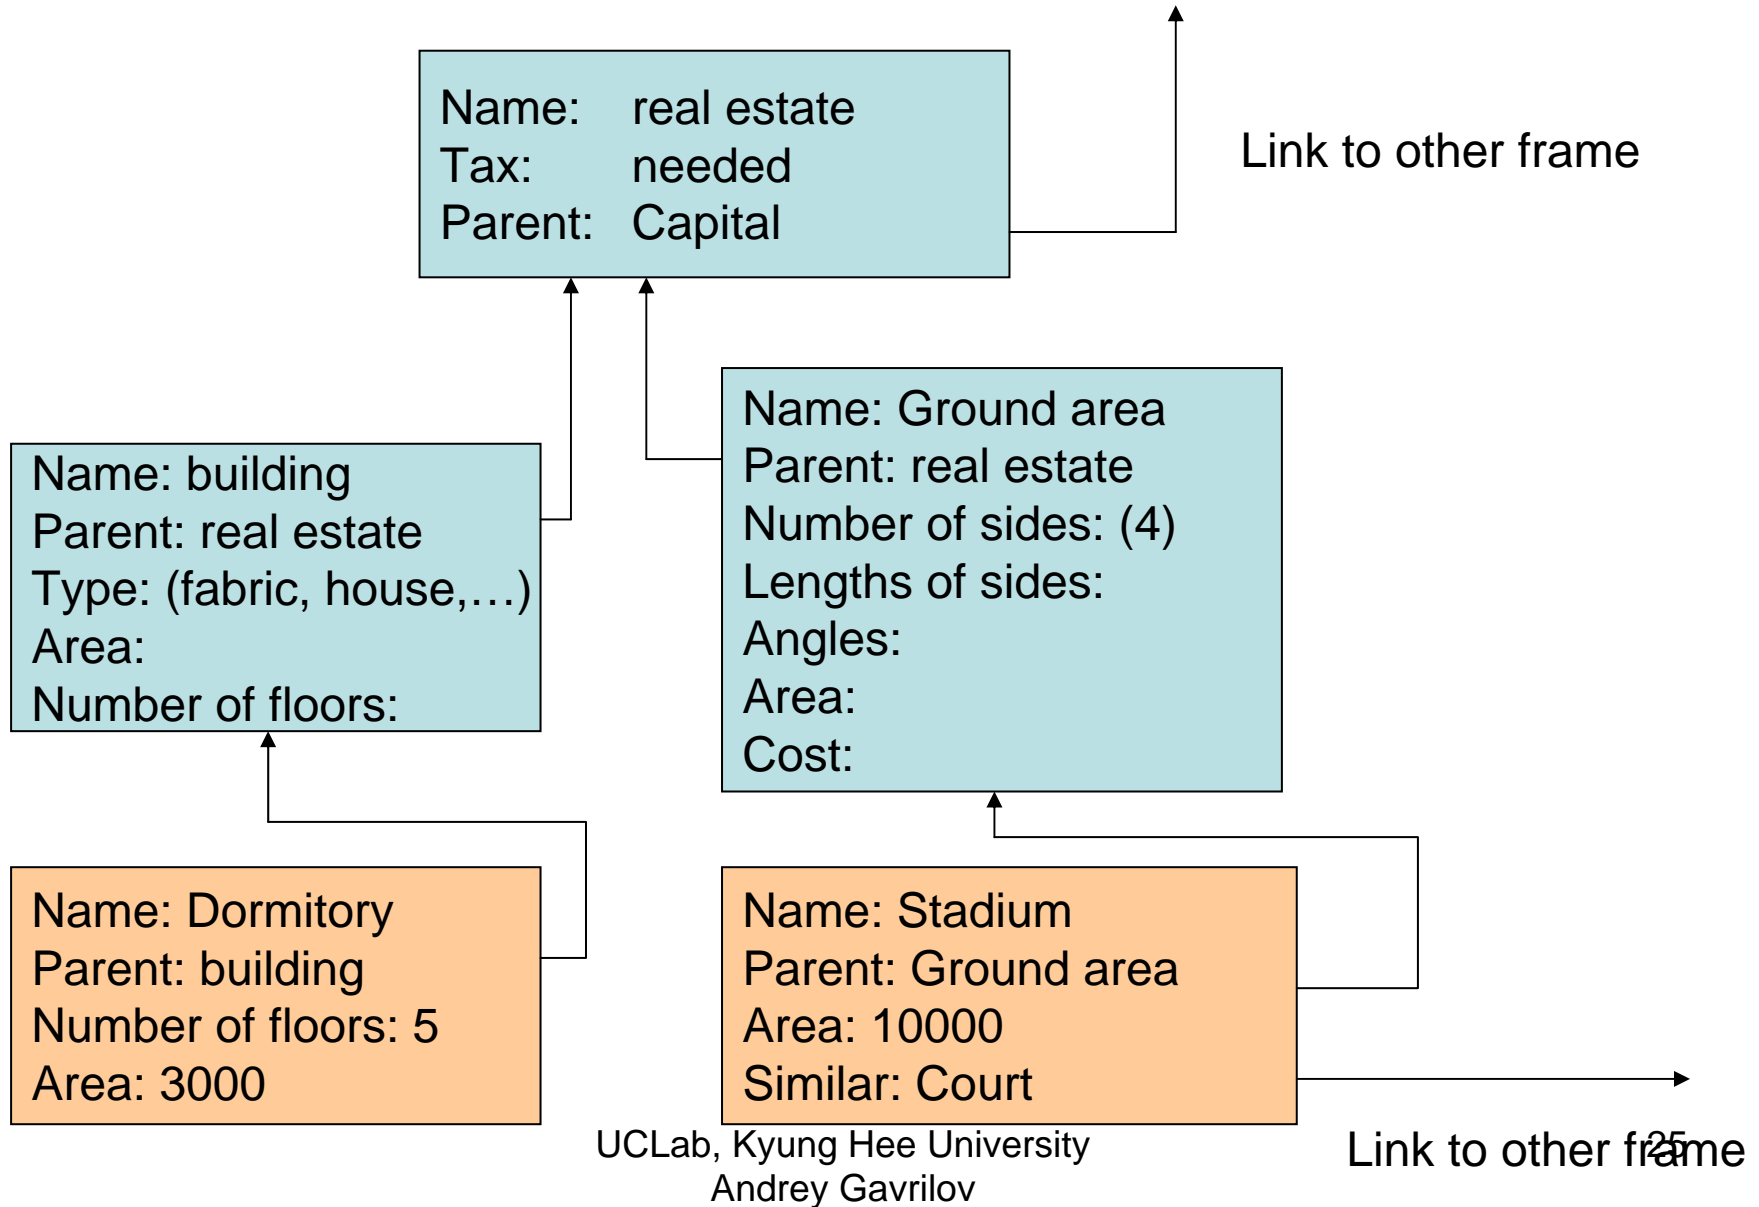 Name: real estate
Tax: needed
Parent: Capital
Link to other frame
Name: building
Parent: real estate
Type: (fabric, house,…)
Area:
Number of floors:
Name: Ground area
Parent: real estate
Number of sides: (4)
Lengths of sides:
Angles:
Area:
Cost:
Name: Dormitory
Parent: building
Number of floors: 5
Area: 3000
Name: Stadium
Parent: Ground area
Area: 10000
Similar: Court
Link to other frame
UCLab, Kyung Hee University
Andrey Gavrilov
25